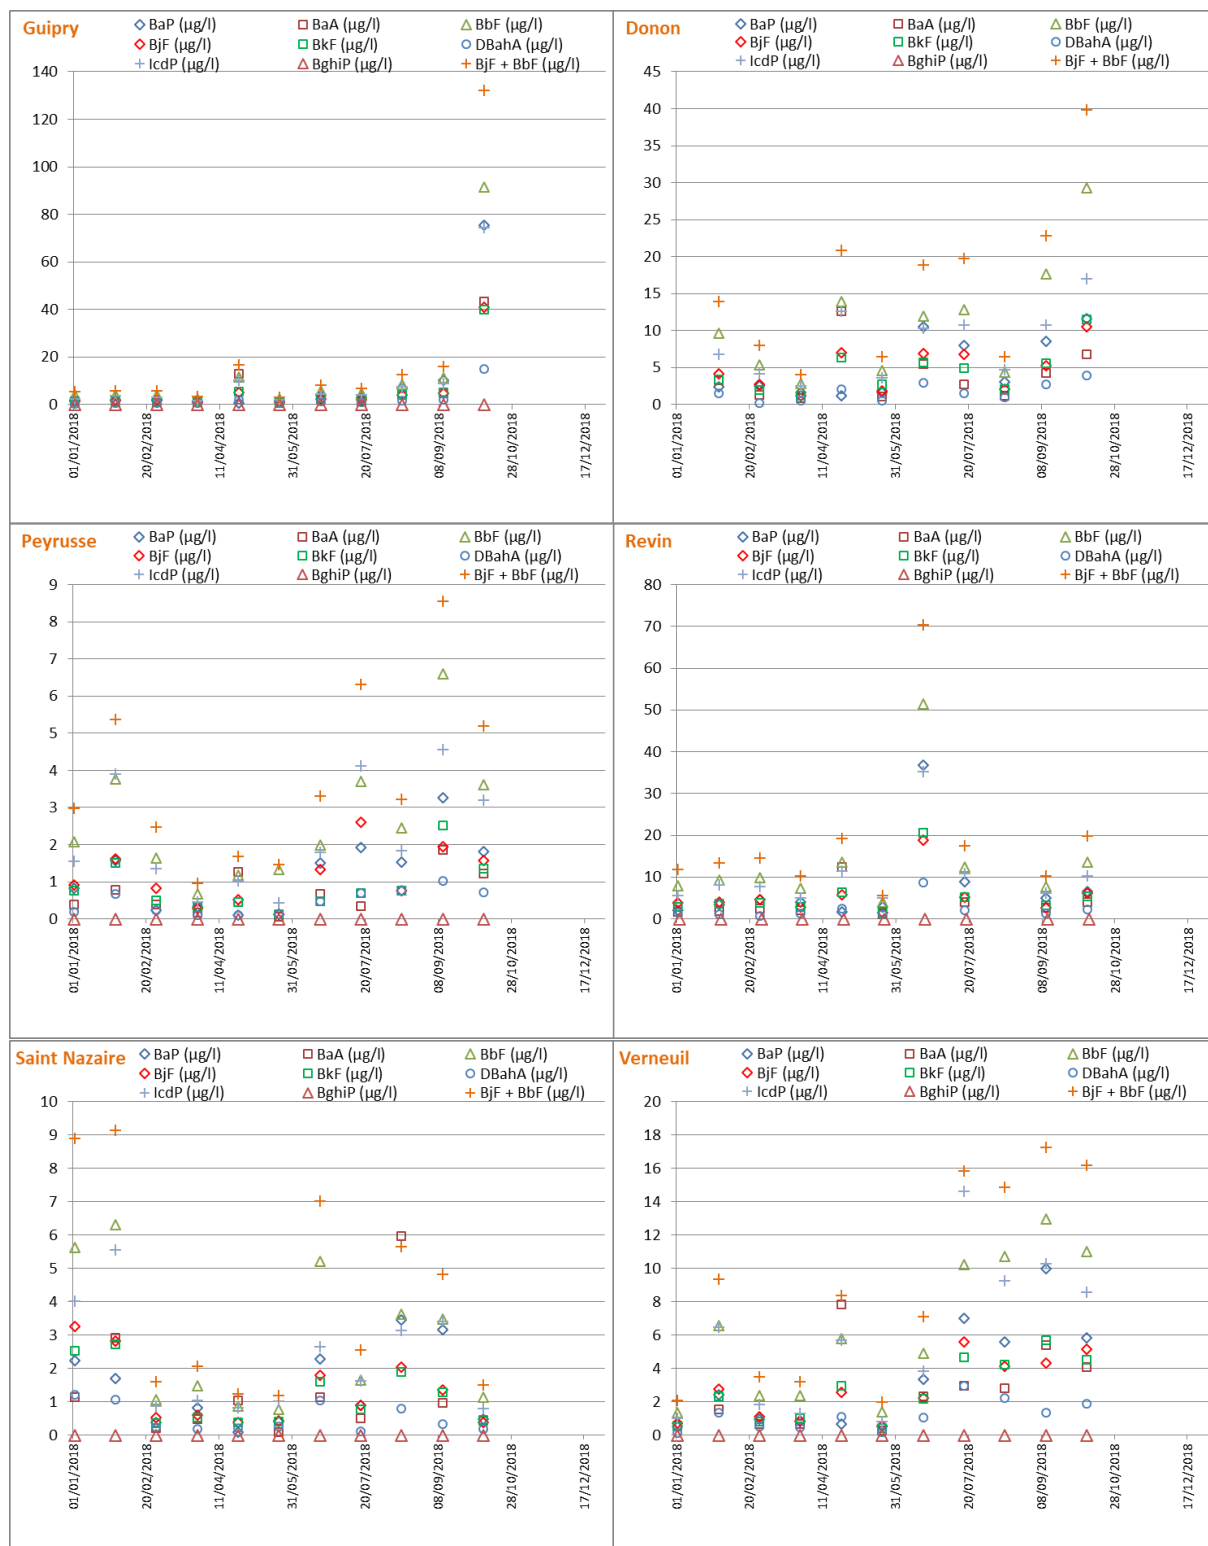 Guipry
BaP (µg/l) BaA (µg/l) BbF (µg/l)
BjF (µg/l) BkF (µg/l) DBahA (µg/l)
IcdP (µg/l) BghiP (µg/l) BjF + BbF (µg/l)
140
120
100
80
60
40
20
0
01/01/2018 20/02/2018 11/04/2018 31/05/2018 20/07/2018 08/09/2018 28/10/2018 17/12/2018
Donon
BaP (µg/l) BaA (µg/l) BbF (µg/l)
BjF (µg/l) BkF (µg/l) DBahA (µg/l)
IcdP (µg/l) BghiP (µg/l) BjF + BbF (µg/l)
45
40
35
30
25
20
15
10
5
0
01/01/2018 20/02/2018 11/04/2018 31/05/2018 20/07/2018 08/09/2018 28/10/2018 17/12/2018
Peyrusse
BaP (µg/l) BaA (µg/l) BbF (µg/l)
BjF (µg/l) BkF (µg/l) DBahA (µg/l)
IcdP (µg/l) BghiP (µg/l) BjF + BbF (µg/l)
9
8
7
6
5
4
3
2
1
0
01/01/2018 20/02/2018 11/04/2018 31/05/2018 20/07/2018 08/09/2018 28/10/2018 17/12/2018
Revin
BaP (µg/l) BaA (µg/l) BbF (µg/l)
BjF (µg/l) BkF (µg/l) DBahA (µg/l)
IcdP (µg/l) BghiP (µg/l) BjF + BbF (µg/l)
80
70
60
50
40
30
20
10
0
01/01/2018 20/02/2018 11/04/2018 31/05/2018 20/07/2018 08/09/2018 28/10/2018 17/12/2018
Saint Nazaire
BaP (µg/l) BaA (µg/l) BbF (µg/l)
BjF (µg/l) BkF (µg/l) DBahA (µg/l)
IcdP (µg/l) BghiP (µg/l) BjF + BbF (µg/l)
10
9
8
7
6
5
4
3
2
1
0
01/01/2018 20/02/2018 11/04/2018 31/05/2018 20/07/2018 08/09/2018 28/10/2018 17/12/2018
Verneuil
BaP (µg/l) BaA (µg/l) BbF (µg/l)
BjF (µg/l) BkF (µg/l) DBahA (µg/l)
IcdP (µg/l) BghiP (µg/l) BjF + BbF (µg/l)
20
18
16
14
12
10
8
6
4
2
0
01/01/2018 20/02/2018 11/04/2018 31/05/2018 20/07/2018 08/09/2018 28/10/2018 17/12/2018